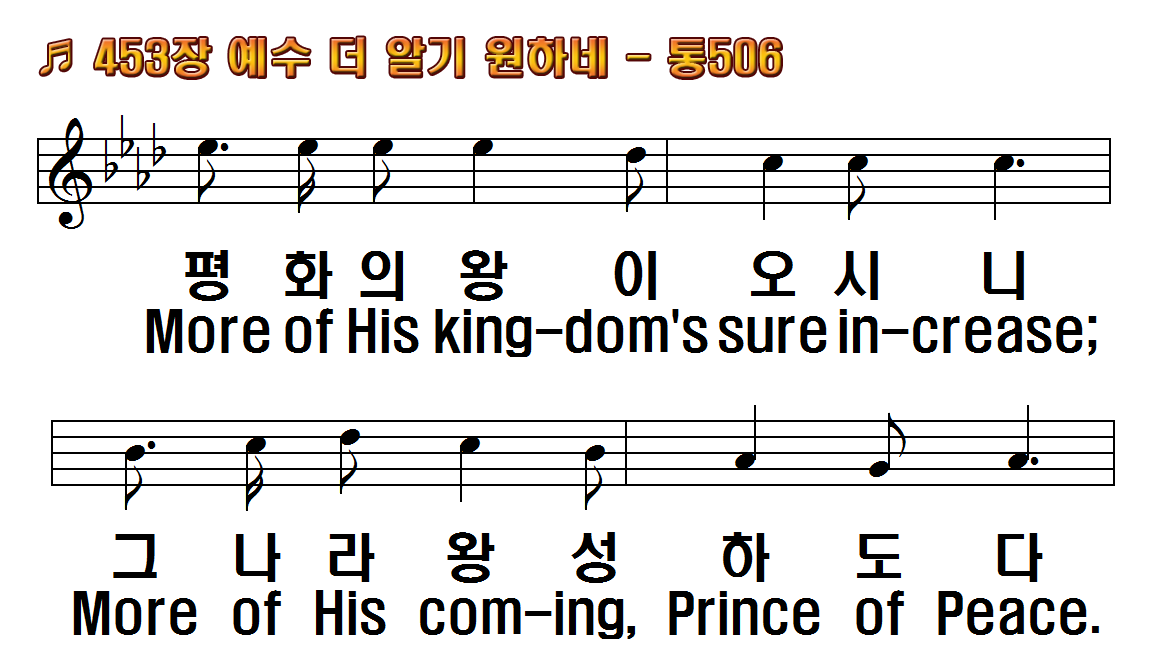 ♬ 453장 예수 더 알기 원하네 - 통506
평 화 의 왕 이 오 시 니
More of His king-dom's sure in-crease;
그 나 라 왕 성 하 도 다
More of His com-ing, Prince of Peace.